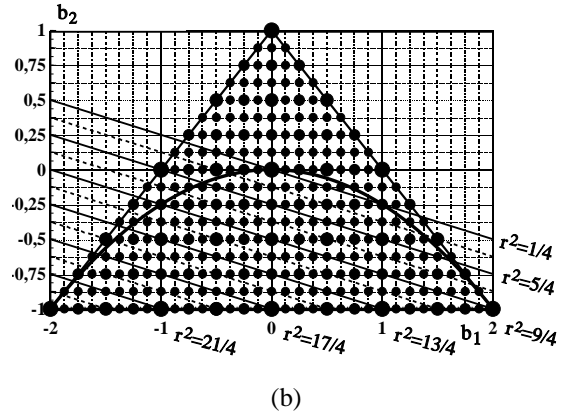 b₂
1
0,75
0,5
0,25
0
-0,25
-0,5
-0,75
-1
-2 -1 0 1 b₁ 2
r²=1/4
r²=5/4
r²=9/4
r²=21/4 r²=17/4 r²=13/4
(b)